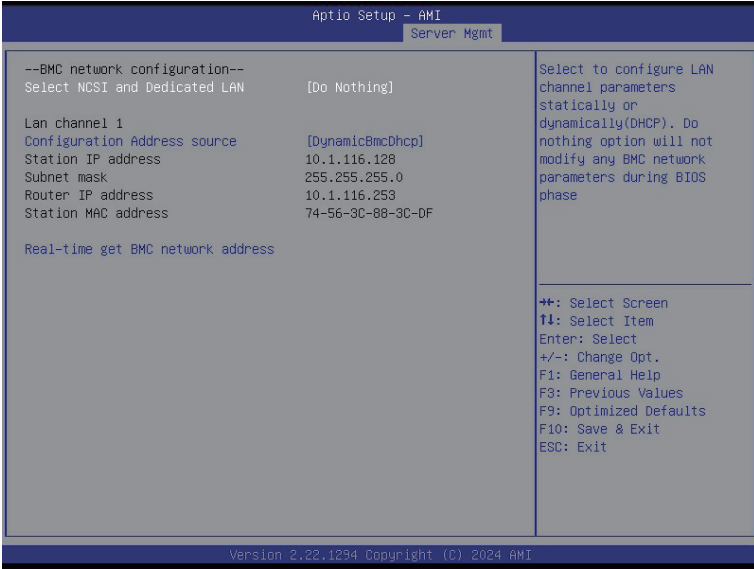 Aptio Setup – AMI
Server Mgmt
--BMC network configuration--
Select NCSI and Dedicated LAN [Do Nothing]
Lan channel 1
Configuration Address source [DynamicBmcDhcp]
Station IP address 10.1.116.128
Subnet mask 255.255.255.0
Router IP address 10.1.116.253
Station MAC address 74-56-3C-88-3C-DF
Real-time get BMC network address
Select to configure LAN
channel parameters
statically or
dynamically(DHCP). Do
nothing option will not
modify any BMC network
parameters during BIOS
phase
→←: Select Screen
↑↓: Select Item
Enter: Select
+/-: Change Opt.
F1: General Help
F3: Previous Values
F9: Optimized Defaults
F10: Save & Exit
ESC: Exit
Version 2.22.1294 Copyright (C) 2024 AMI